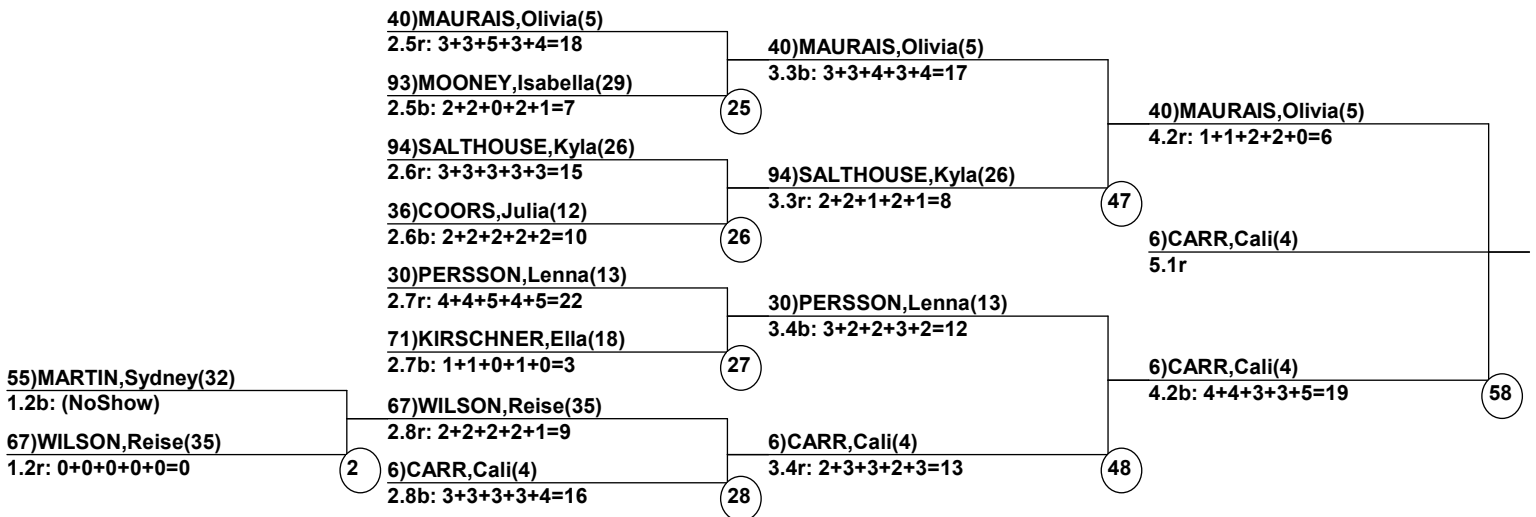 40)MAURAIS,Olivia(5)
2.5r: 3+3+5+3+4=18
93)MOONEY,Isabella(29)
2.5b: 2+2+0+2+1=7
25
94)SALTHOUSE,Kyla(26)
2.6r: 3+3+3+3+3=15
36)COORS,Julia(12)
2.6b: 2+2+2+2+2=10
26
30)PERSSON,Lenna(13)
2.7r: 4+4+5+4+5=22
71)KIRSCHNER,Ella(18)
2.7b: 1+1+0+1+0=3
27
55)MARTIN,Sydney(32)
1.2b: (NoShow)
67)WILSON,Reise(35)
1.2r: 0+0+0+0+0=0
2
67)WILSON,Reise(35)
2.8r: 2+2+2+2+1=9
6)CARR,Cali(4)
2.8b: 3+3+3+3+4=16
28
40)MAURAIS,Olivia(5)
3.3b: 3+3+4+3+4=17
94)SALTHOUSE,Kyla(26)
3.3r: 2+2+1+2+1=8
47
30)PERSSON,Lenna(13)
3.4b: 3+2+2+3+2=12
6)CARR,Cali(4)
3.4r: 2+3+3+2+3=13
48
40)MAURAIS,Olivia(5)
4.2r: 1+1+2+2+0=6
6)CARR,Cali(4)
4.2b: 4+4+3+3+5=19
58
6)CARR,Cali(4)
5.1r